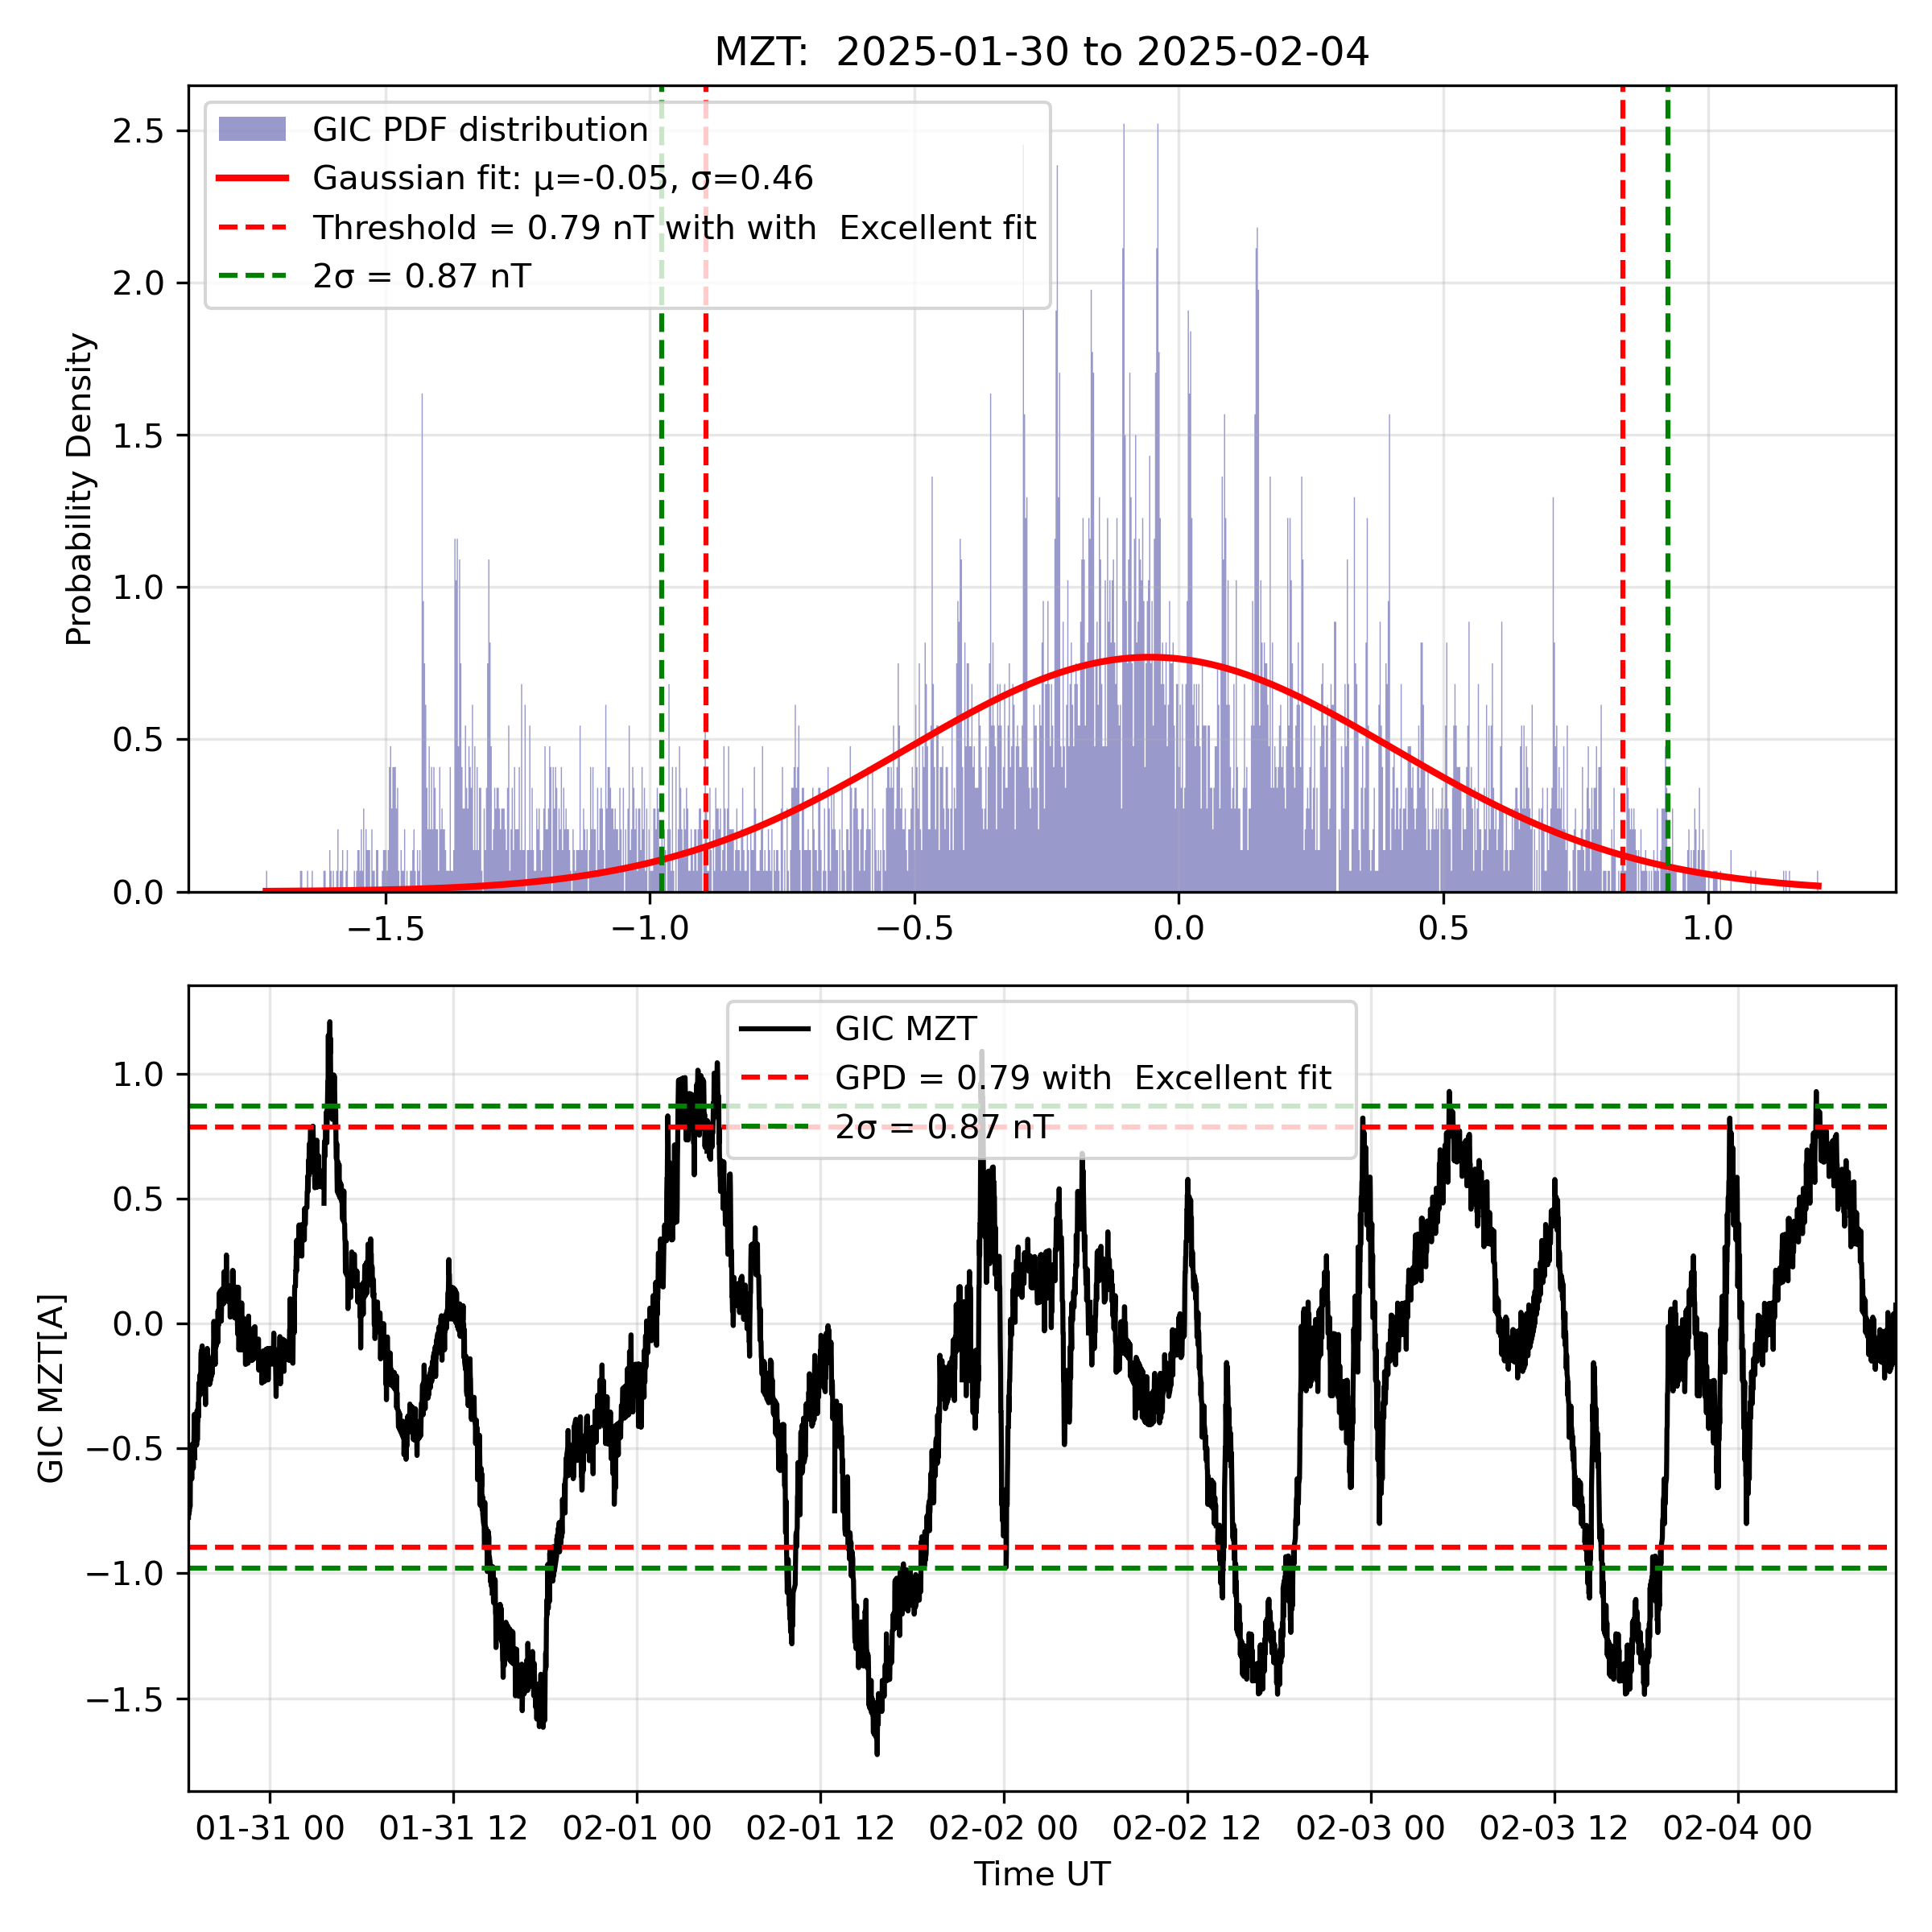 MZT:  2025-01-30 to 2025-02-04
GIC PDF distribution
Gaussian fit: μ=-0.05, σ=0.46
Threshold = 0.79 nT with with  Excellent fit
2σ = 0.87 nT
Probability Density
2.5
2.0
1.5
1.0
0.5
0.0
−1.5 −1.0 −0.5 0.0 0.5 1.0
GIC MZT
GPD = 0.79 with  Excellent fit
2σ = 0.87 nT
GIC MZT[A]
1.0
0.5
0.0
−0.5
−1.0
−1.5
01-31 00 01-31 12 02-01 00 02-01 12 02-02 00 02-02 12 02-03 00 02-03 12 02-04 00
Time UT